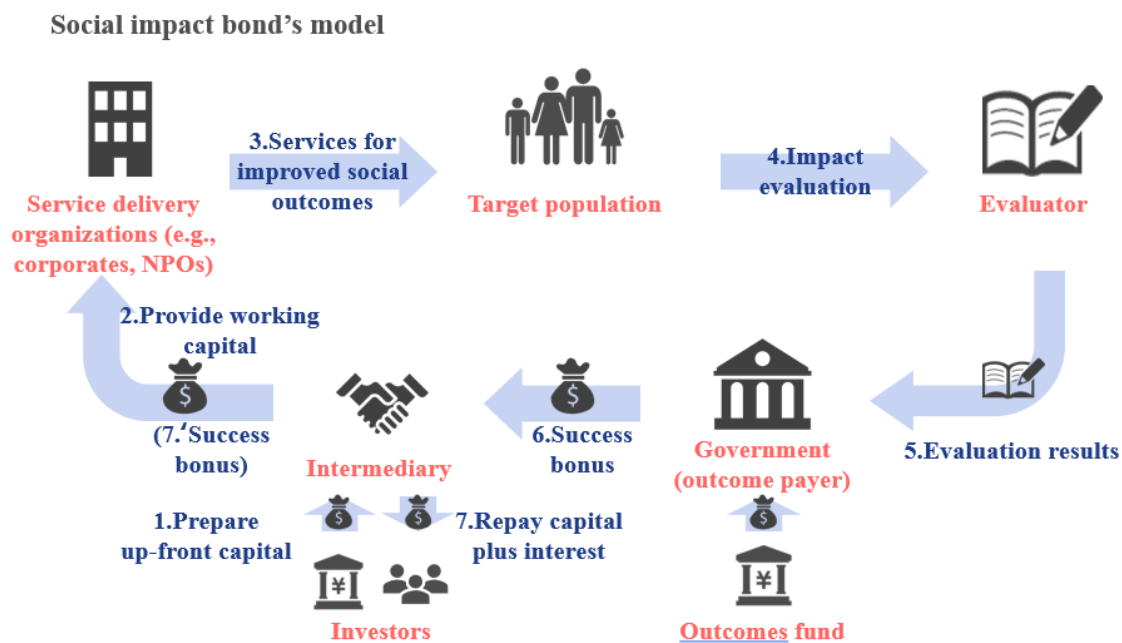 Social impact bond's model
3.Services for
improved social
outcomes
4.Impact
evaluation
Service delivery
organizations (e.g.,
corporates, NPOs)
Target population
Evaluator
2.Provide working
capital
$
$
(7.‘Success
bonus)
6.Success
bonus
Intermediary
Government
(outcome payer)
5.Evaluation results
1.Prepare
up-front capital
$
$
7.Repay capital
plus interest
$
¥
¥
Investors
Outcomes fund